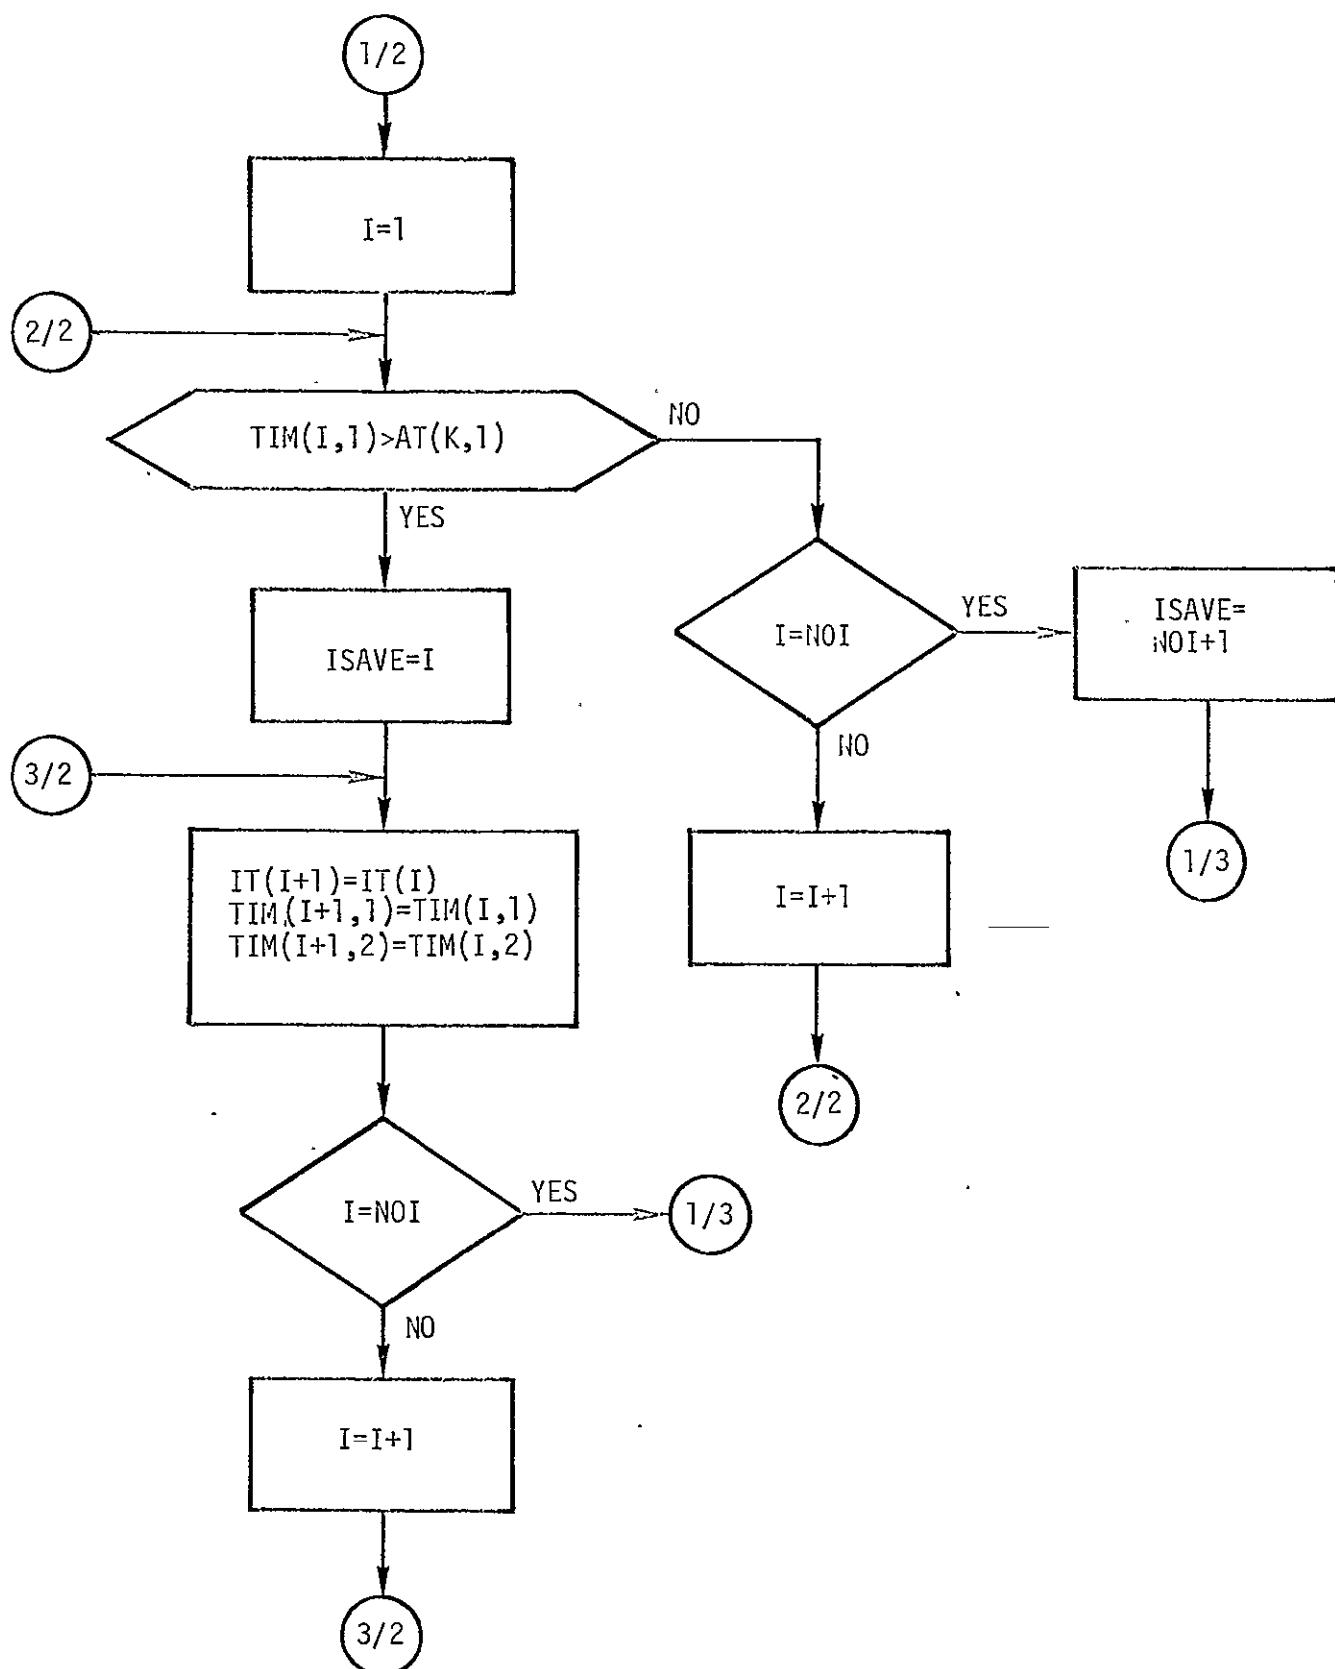 1/2
I=1
2/2
TIM(I,1)>AT(K,1)
NO
YES
ISAVE=I
I=NOI
YES
ISAVE=
NOI+1
NO
3/2
IT(I+1)=IT(I)
TIM(I+1,1)=TIM(I,1)
TIM(I+1,2)=TIM(I,2)
I=I+1
1/3
2/2
I=NOI
YES
1/3
NO
I=I+1
3/2